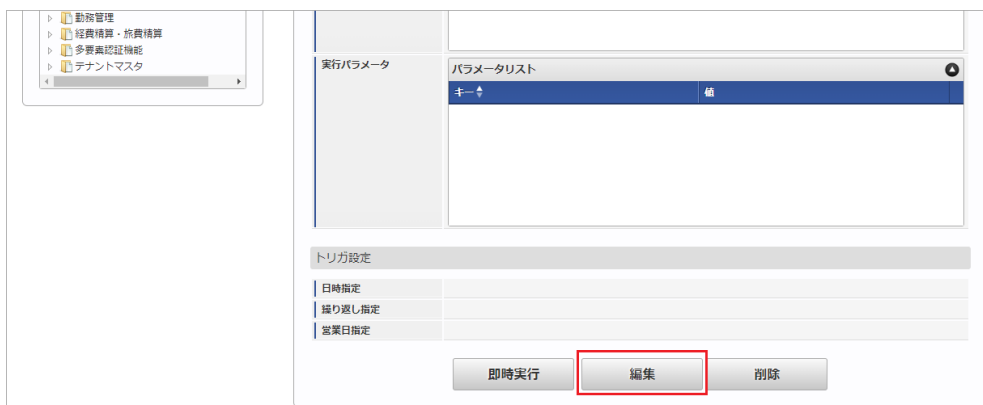 勤務管理
経費精算・旅費精算
多要素認証機能
テナントマスタ
実行パラメータ
パラメータリスト
キー 値
トリガ設定
日時指定
繰り返し指定
営業日指定
即時実行 編集 削除